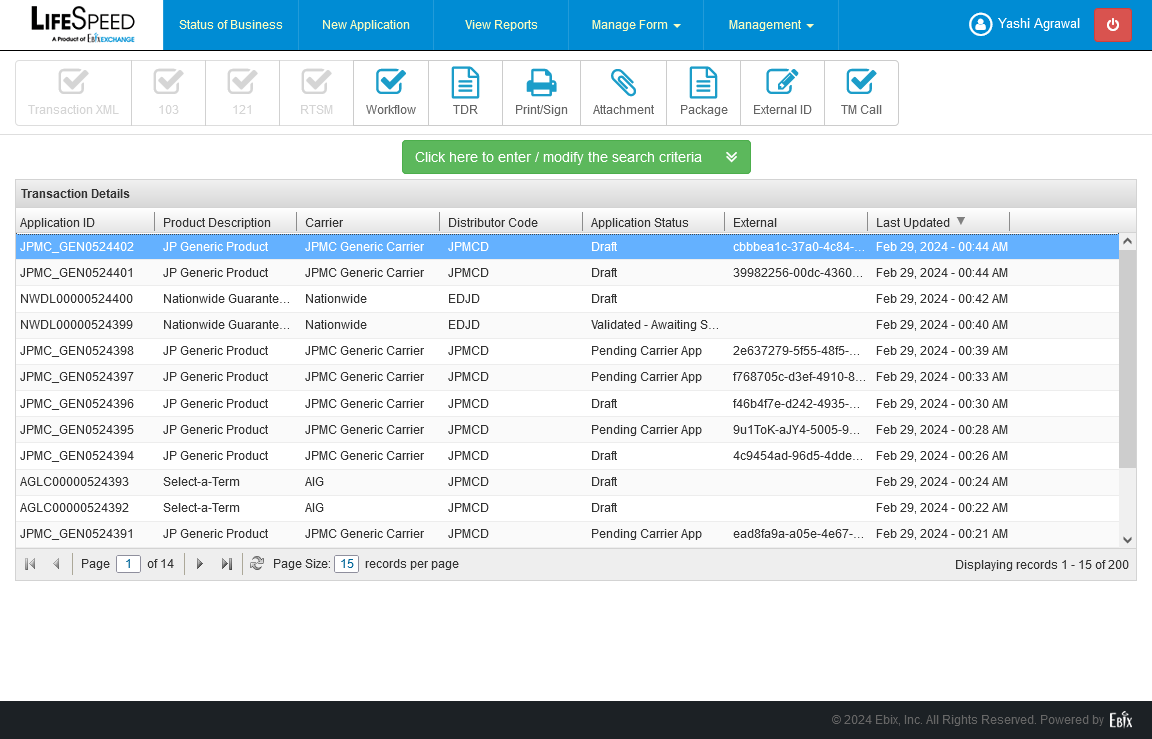 LIFESPEED
A Product of EbixEXCHANGE
Status of Business New Application View Reports Manage Form Management Yashi Agrawal
Transaction XML 103 121 RTSM Workflow TDR Print/Sign Attachment Package External ID TM Call
Click here to enter / modify the search criteria
Transaction Details
Application ID Product Description Carrier Distributor Code Application Status External Last Updated
JPMC_GEN0524402 JP Generic Product JPMC Generic Carrier JPMCD Draft cbbbea1c-37a0-4c84-... Feb 29, 2024 - 00:44 AM
JPMC_GEN0524401 JP Generic Product JPMC Generic Carrier JPMCD Draft 39982256-00dc-4360... Feb 29, 2024 - 00:44 AM
NWDL00000524400 Nationwide Guarante... Nationwide EDJD Draft Feb 29, 2024 - 00:42 AM
NWDL00000524399 Nationwide Guarante... Nationwide EDJD Validated - Awaiting S... Feb 29, 2024 - 00:40 AM
JPMC_GEN0524398 JP Generic Product JPMC Generic Carrier JPMCD Pending Carrier App 2e637279-5f55-48f5-... Feb 29, 2024 - 00:39 AM
JPMC_GEN0524397 JP Generic Product JPMC Generic Carrier JPMCD Pending Carrier App f768705c-d3ef-4910-8... Feb 29, 2024 - 00:33 AM
JPMC_GEN0524396 JP Generic Product JPMC Generic Carrier JPMCD Draft f46b4f7e-d242-4935-... Feb 29, 2024 - 00:30 AM
JPMC_GEN0524395 JP Generic Product JPMC Generic Carrier JPMCD Pending Carrier App 9u1ToK-aJY4-5005-9... Feb 29, 2024 - 00:28 AM
JPMC_GEN0524394 JP Generic Product JPMC Generic Carrier JPMCD Draft 4c9454ad-96d5-4dde... Feb 29, 2024 - 00:26 AM
AGLC00000524393 Select-a-Term AIG JPMCD Draft Feb 29, 2024 - 00:24 AM
AGLC00000524392 Select-a-Term AIG JPMCD Draft Feb 29, 2024 - 00:22 AM
JPMC_GEN0524391 JP Generic Product JPMC Generic Carrier JPMCD Pending Carrier App ead8fa9a-a05e-4e67-... Feb 29, 2024 - 00:21 AM
Page 1 of 14 Page Size: 15 records per page Displaying records 1 - 15 of 200
© 2024 Ebix, Inc. All Rights Reserved. Powered by Ebix